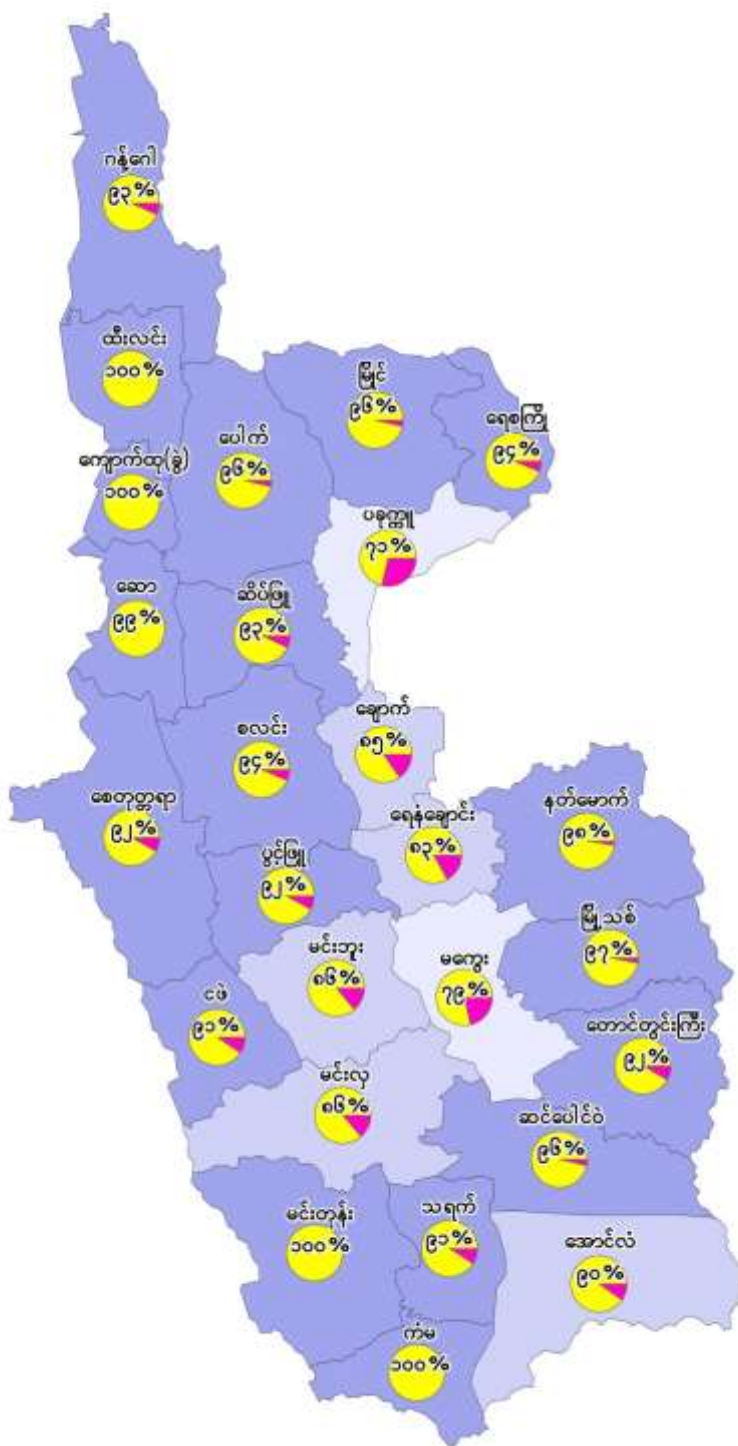 ဂန့်ဂေါ
၉၃%
ထီးလင်း
၁၀၀%
မြိုင်
၉၆%
ရေစကြို
၉၄%
ပေါက်
၉၆%
ကျောက်ထု(ခွဲ)
၁၀၀%
ပခုက္ကူ
၇၁%
ဆော
၉၉%
ဆိပ်ဖြူ
၉၃%
ချောက်
၈၅%
စလင်း
၉၄%
စေတုတ္တရာ
၉၂%
ရေနံချောင်း
၈၃%
နတ်မောက်
၉၈%
ပွင့်ဖြူ
၉၂%
မြို့သစ်
၉၇%
မင်းဘူး
၈၆%
မကွေး
၇၉%
ငဖဲ
၉၁%
တောင်တွင်းကြီး
၉၂%
မင်းလှ
၈၆%
ဆင်ပေါင်ဝဲ
၉၆%
မင်းတုန်း
၁၀၀%
သရက်
၉၁%
အောင်လံ
၉၀%
ကံမ
၁၀၀%